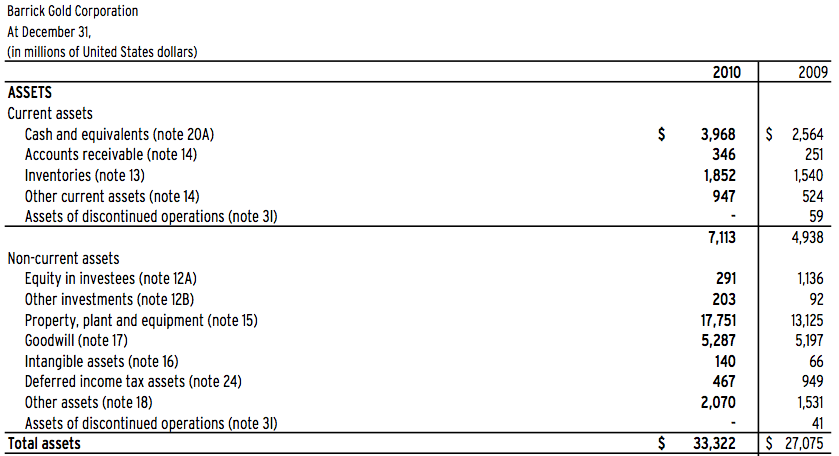 Barrick Gold Corporation
At December 31,
(in millions of United States dollars)
2010 2009
ASSETS
Current assets
Cash and equivalents (note 20A) $ 3,968 $ 2,564
Accounts receivable (note 14) 346 251
Inventories (note 13) 1,852 1,540
Other current assets (note 14) 947 524
Assets of discontinued operations (note 3I) - 59
7,113 4,938
Non-current assets
Equity in investees (note 12A) 291 1,136
Other investments (note 12B) 203 92
Property, plant and equipment (note 15) 17,751 13,125
Goodwill (note 17) 5,287 5,197
Intangible assets (note 16) 140 66
Deferred income tax assets (note 24) 467 949
Other assets (note 18) 2,070 1,531
Assets of discontinued operations (note 3I) - 41
Total assets $ 33,322 $ 27,075